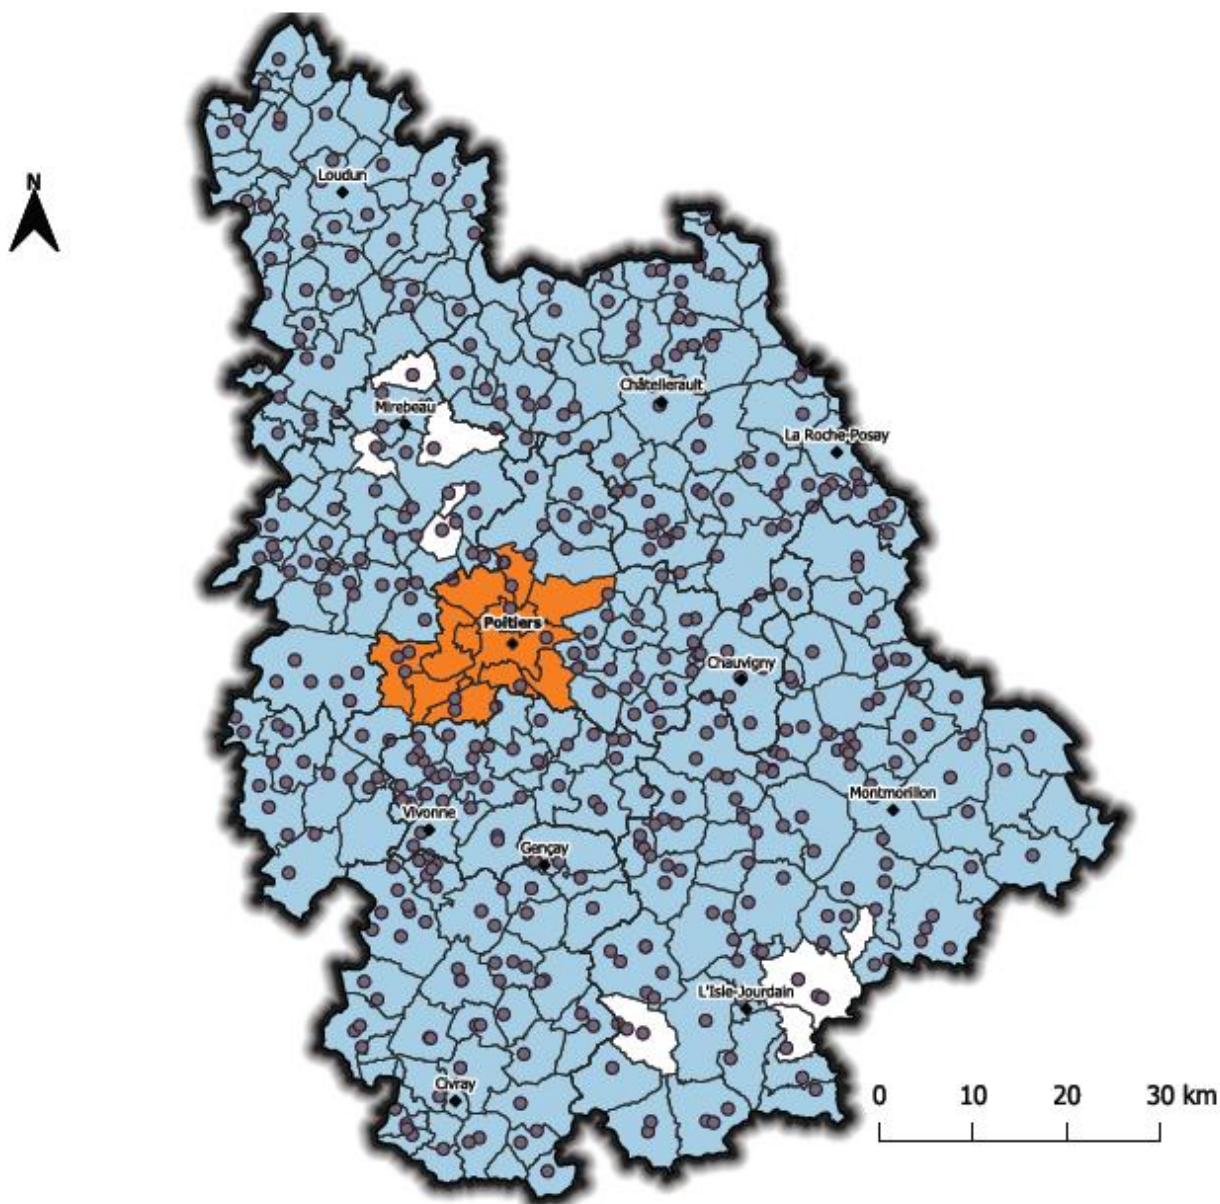 N
Loudun
Châtellerault
Mirebeau
La Roche-Posay
Poitiers
Chauvigny
Montmorillon
Vivonne
Gençay
L'Isle-Jourdain
Civray
0 10 20 30 km